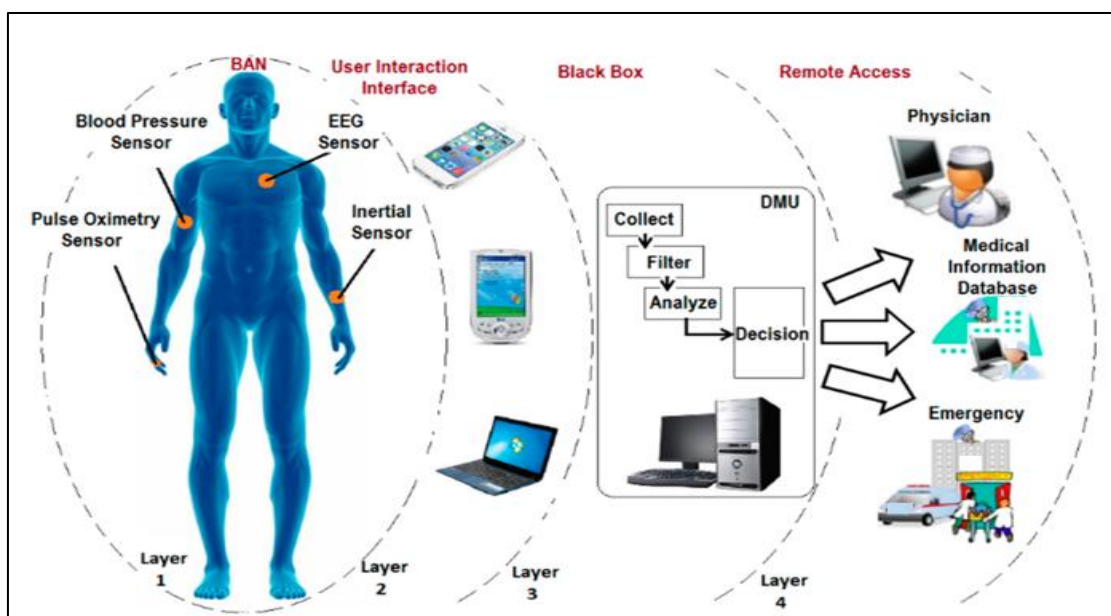 BAN
User Interaction
Interface
Black Box
Remote Access
Blood Pressure
Sensor
EEG
Sensor
Pulse Oximetry
Sensor
Inertial
Sensor
DMU
Collect
Filter
Analyze
Decision
Physician
Medical
Information
Database
Emergency
Layer
1
Layer
2
Layer
3
Layer
4